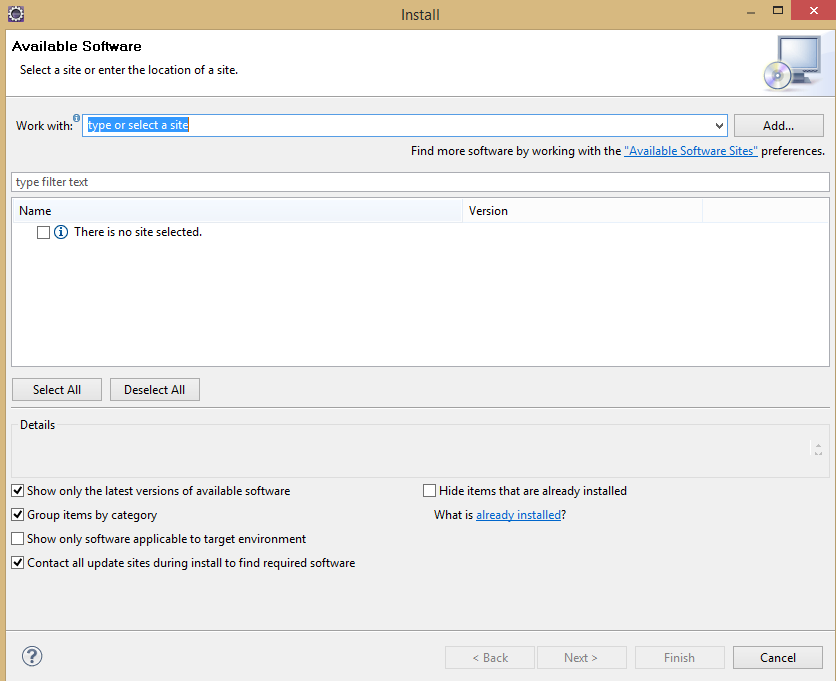 Install
Available Software
Select a site or enter the location of a site.
Work with: type or select a site Add...
Find more software by working with the "Available Software Sites" preferences.
type filter text
Name Version
There is no site selected.
Select All Deselect All
Details
Show only the latest versions of available software Hide items that are already installed
Group items by category What is already installed?
Show only software applicable to target environment
Contact all update sites during install to find required software
? < Back Next > Finish Cancel